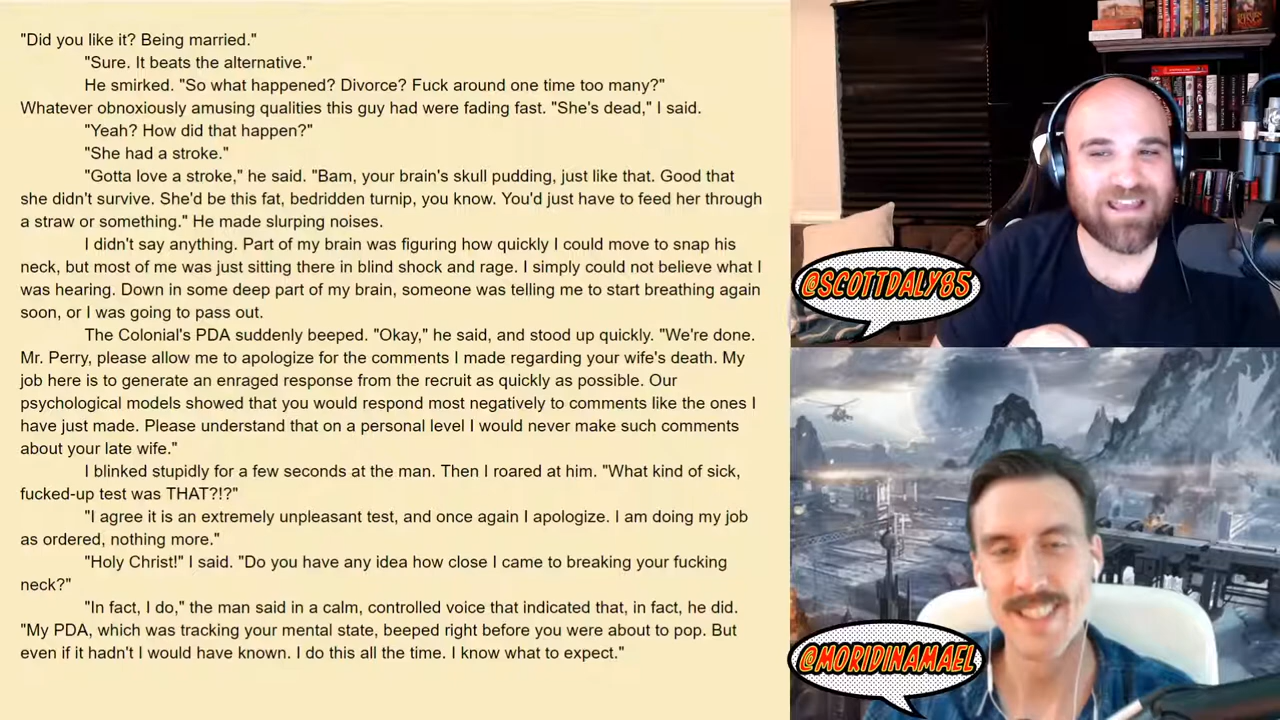 "Did you like it? Being married."
"Sure. It beats the alternative."
He smirked. "So what happened? Divorce? Fuck around one time too many?"
Whatever obnoxiously amusing qualities this guy had were fading fast. "She's dead," I said.
"Yeah? How did that happen?"
"She had a stroke."
"Gotta love a stroke," he said. "Bam, your brain's skull pudding, just like that. Good that
she didn't survive. She'd be this fat, bedridden turnip, you know. You'd just have to feed her through
a straw or something." He made slurping noises.
I didn't say anything. Part of my brain was figuring how quickly I could move to snap his
neck, but most of me was just sitting there in blind shock and rage. I simply could not believe what I
was hearing. Down in some deep part of my brain, someone was telling me to start breathing again
soon, or I was going to pass out.
The Colonial's PDA suddenly beeped. "Okay," he said, and stood up quickly. "We're done.
Mr. Perry, please allow me to apologize for the comments I made regarding your wife's death. My
job here is to generate an enraged response from the recruit as quickly as possible. Our
psychological models showed that you would respond most negatively to comments like the ones I
have just made. Please understand that on a personal level I would never make such comments
about your late wife."
I blinked stupidly for a few seconds at the man. Then I roared at him. "What kind of sick,
fucked-up test was THAT?!?"
"I agree it is an extremely unpleasant test, and once again I apologize. I am doing my job
as ordered, nothing more."
"Holy Christ!" I said. "Do you have any idea how close I came to breaking your fucking
neck?"
"In fact, I do," the man said in a calm, controlled voice that indicated that, in fact, he did.
"My PDA, which was tracking your mental state, beeped right before you were about to pop. But
even if it hadn't I would have known. I do this all the time. I know what to expect."
@SCOTTDALY85
@MORIDINAMAEL